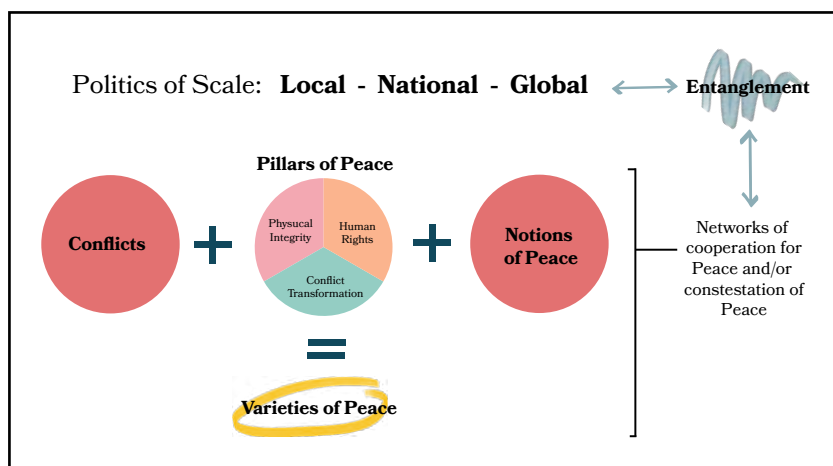 Politics of Scale: Local - National - Global
Entanglement
Pillars of Peace
Conflicts
+
Physucal
Integrity
Human
Rights
Conflict
Transformation
+
Notions
of Peace
=
Varieties of Peace
Networks of
cooperation for
Peace and/or
constestation of
Peace